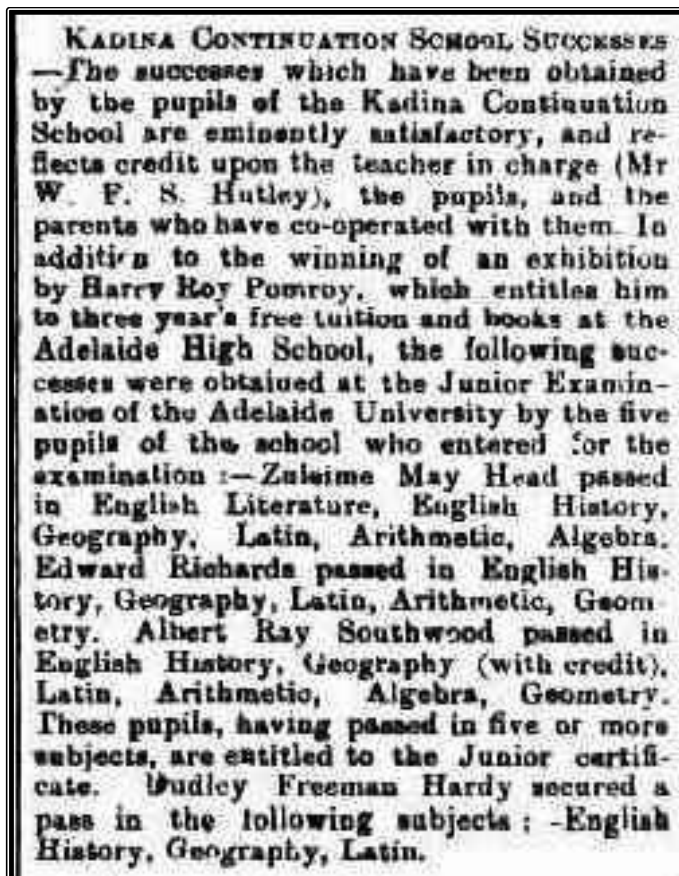 KADINA CONTINUATION SCHOOL SUCCESSES
—The successes which have been obtained
by the pupils of the Kadina Continuation
School are eminently satisfactory, and re-
flects credit upon the teacher in charge (Mr
W. F. S. Hutley), the pupils, and the
parents who have co-operated with them. In
addition to the winning of an exhibition
by Harry Roy Pomroy, which entitles him
to three year's free tuition and books at the
Adelaide High School, the following suc-
cesses were obtained at the Junior Examin-
ation of the Adelaide University by the five
pupils of the school who entered for the
examination :—Zuleime May Head passed
in English Literature, English History,
Geography, Latin, Arithmetic, Algebra.
Edward Richards passed in English His-
tory, Geography, Latin, Arithmetic, Geom
etry. Albert Ray Southwood passed in
English History, Geography (with credit),
Latin, Arithmetic, Algebra, Geometry.
These pupils, having passed in five or more
subjects, are entitled to the Junior certifi-
cate. Dudley Freeman Hardy secured a
pass in the following subjects : -English
History, Geography, Latin.